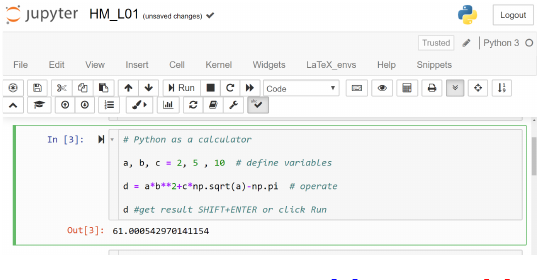 jupyter HM_L01 (unsaved changes)
Logout
Trusted Python 3
File Edit View Insert Cell Kernel Widgets LaTeX_envs Help Snippets
Run Code
In [3]: # Python as a calculator
a, b, c = 2, 5 , 10 # define variables
d = a*b**2+c*np.sqrt(a)-np.pi # operate
d #get result SHIFT+ENTER or click Run
Out[3]: 61.000542970141154